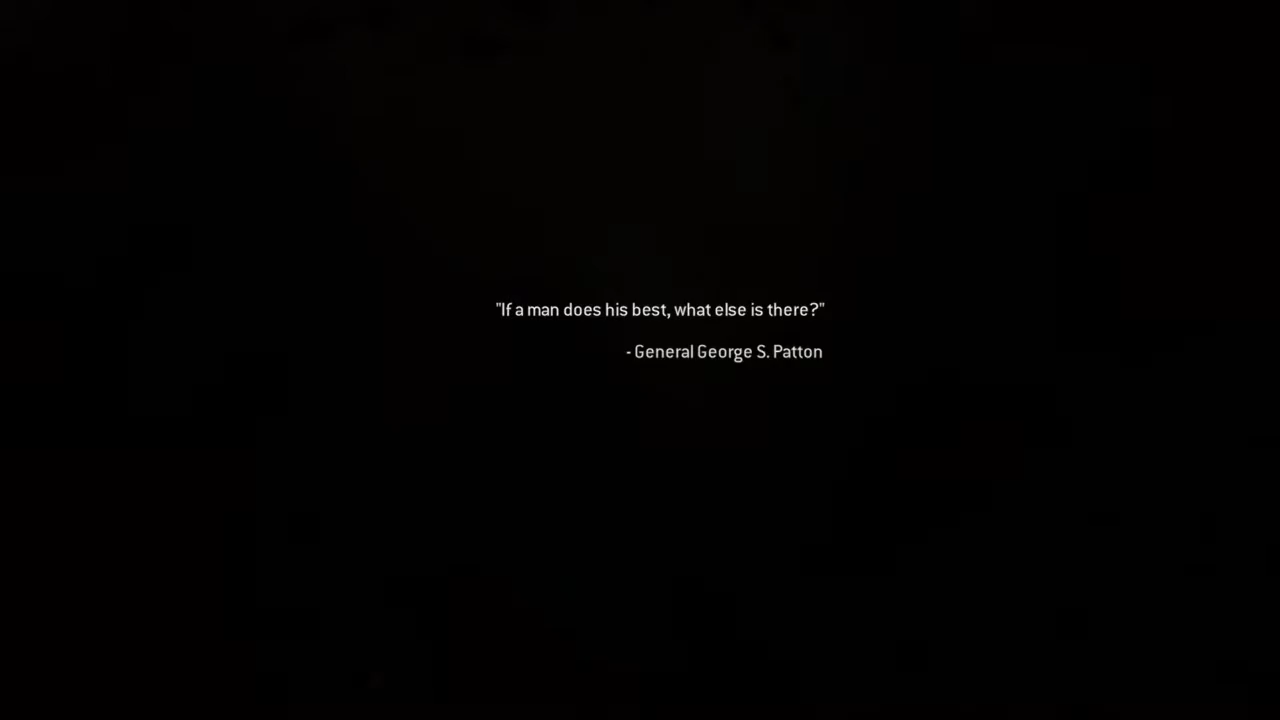 "If a man does his best, what else is there?"
- General George S. Patton